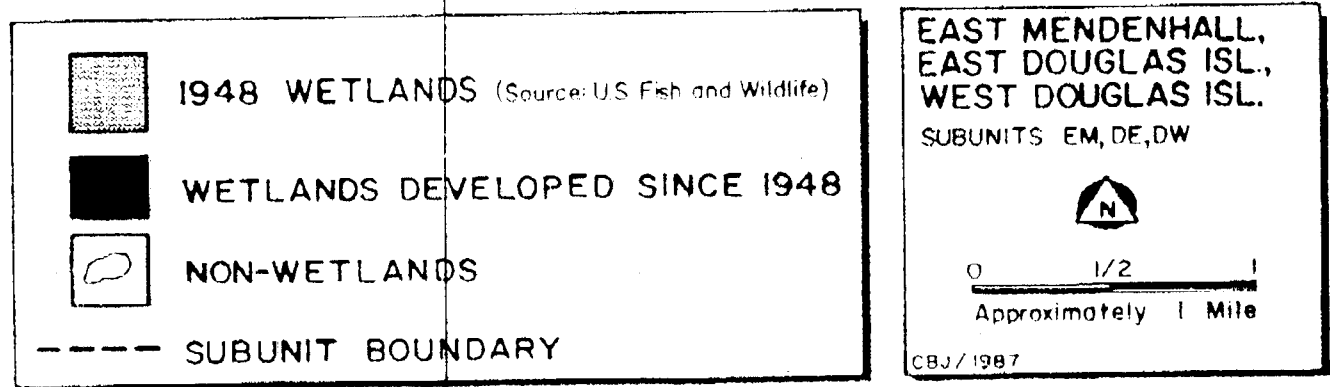 1948 WETLANDS (Source: U.S Fish and Wildlife)
WETLANDS DEVELOPED SINCE 1948
NON-WETLANDS
SUBUNIT BOUNDARY
EAST MENDENHALL,
EAST DOUGLAS ISL.,
WEST DOUGLAS ISL.
SUBUNITS EM, DE, DW
N
0 1/2 1
Approximately 1 Mile
CBJ/1987